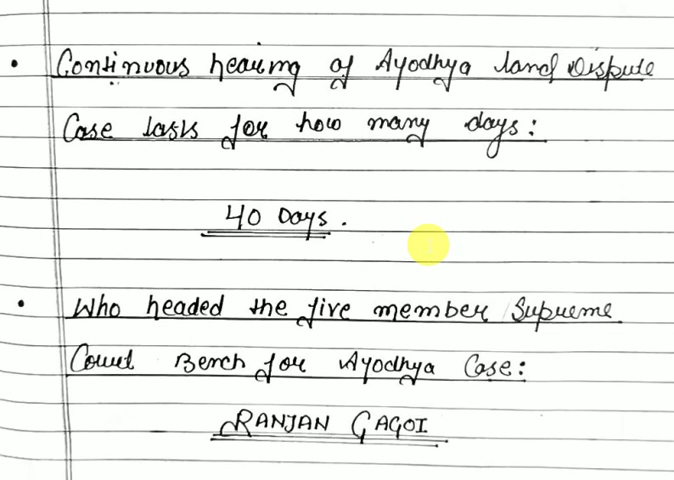 • Continuous hearing of Ayodhya land Dispute
Case lasts for how many days:
40 Days.
• Who headed the five member Supreme
Court Bench for Ayodhya Case:
RANJAN GAGOI